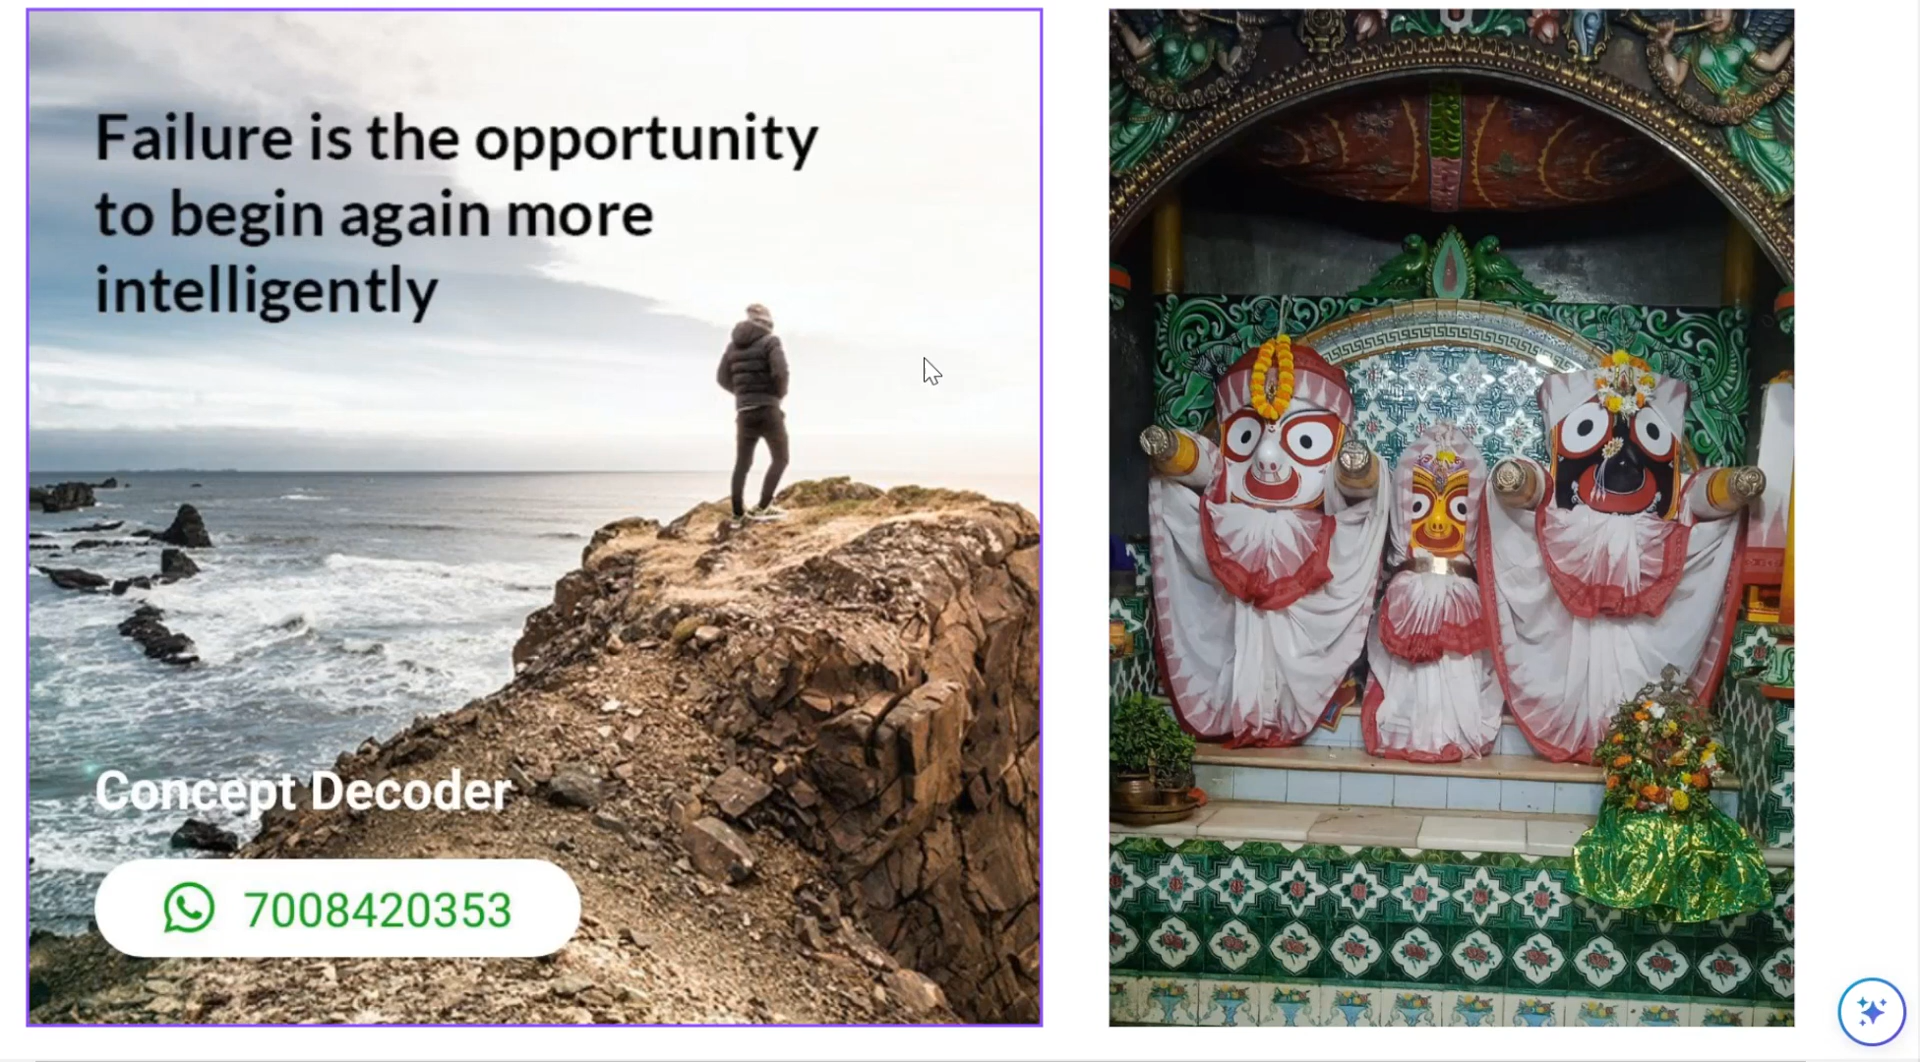 Failure is the opportunity
to begin again more
intelligently
Concept Decoder
7008420353